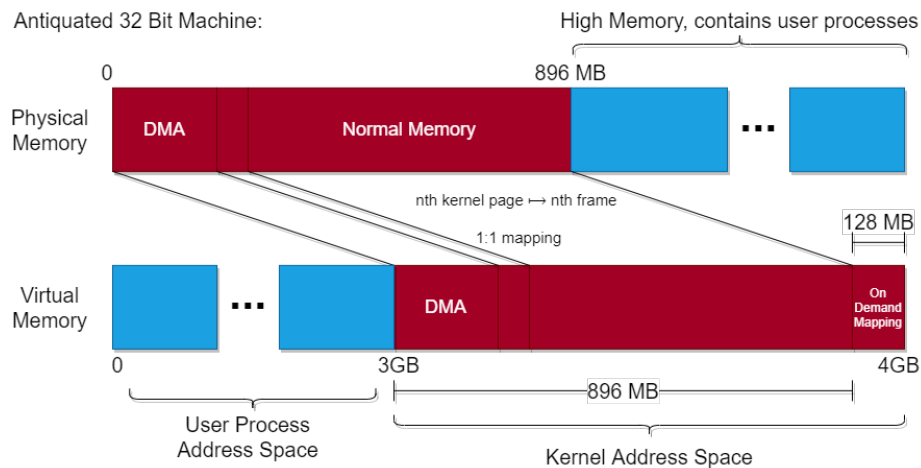 Antiquated 32 Bit Machine:
High Memory, contains user processes
0
896 MB
Physical
Memory
DMA
Normal Memory
nth kernel page ↦ nth frame
1:1 mapping
128 MB
Virtual
Memory
DMA
On
Demand
Mapping
0
3GB
4GB
896 MB
User Process
Address Space
Kernel Address Space